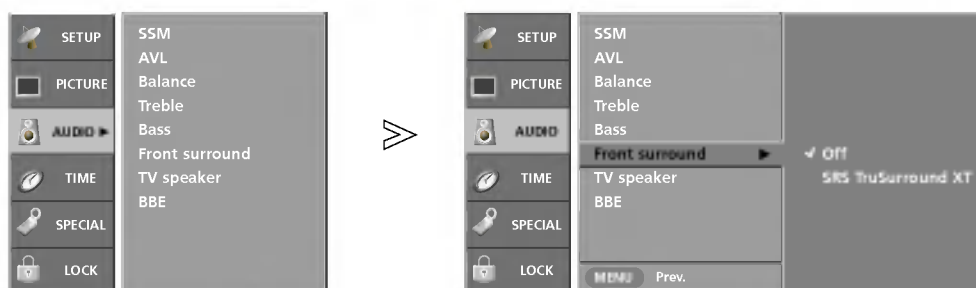 SETUP
PICTURE
AUDIO
TIME
SPECIAL
LOCK
SSM
AVL
Balance
Treble
Bass
Front surround
TV speaker
BBE
SETUP
PICTURE
AUDIO
TIME
SPECIAL
LOCK
SSM
AVL
Balance
Treble
Bass
Front surround
TV speaker
BBE
MENU Prev.
Off
SRS TruSurround XT